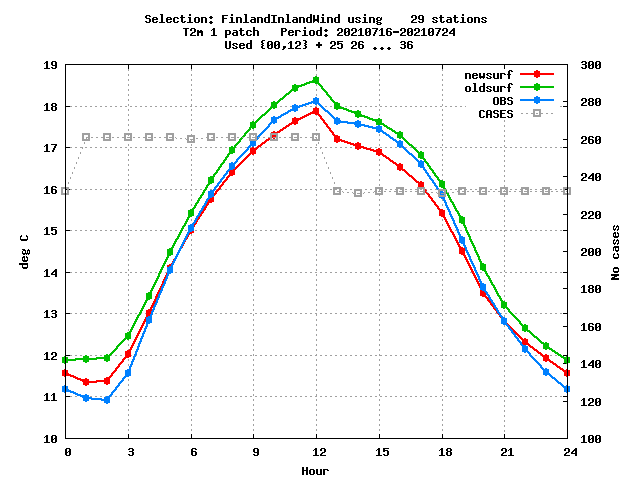 Selection: FinlandInlandWind using    29 stations
T2m 1 patch   Period: 20210716-20210724
Used {00,12} + 25 26 ... 36
newsurf
oldsurf
OBS
CASES
19
18
17
16
15
14
13
12
11
10
deg C
300
280
260
240
220
200
180
160
140
120
100
No cases
0 3 6 9 12 15 18 21 24
Hour